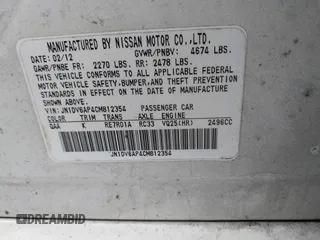 MANUFACTURED BY NISSAN MOTOR CO.,LTD.
DATE: 02/12 GVWR/PNBV: 4674 LBS.
GAWR/PNBE FR: 2270 LBS. RR: 2478 LBS.
THIS VEHICLE CONFORMS TO ALL APPLICABLE FEDERAL
MOTOR VEHICLE SAFETY, BUMPER, AND THEFT PREVENTION
STANDARDS IN EFFECT ON THE DATE OF MANUFACTURE
SHOWN ABOVE.
VIN: JN1DV6AP4CM812354 PASSENGER CAR
COLOR TRIM TRANS AXLE ENGINE
QAA K RE7R01A RC33 VQ25(HR) 2496CC
JN1DV6AP4CM812354
DIAMOND BID